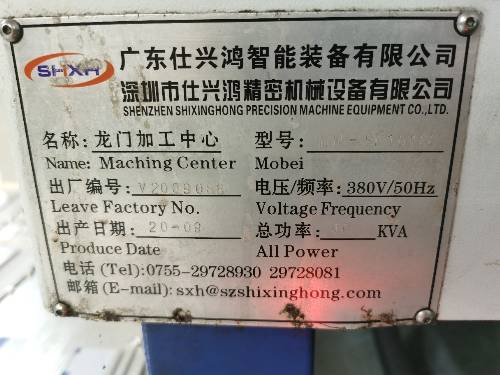 SHXH
广东仕兴鸿智能装备有限公司
深圳市仕兴鸿精密机械设备有限公司
SHENZHEN SHIXINGHONG PRECISION MACHINE EQUIPMENT CO.,LTD.
名称: 龙门加工中心 型号:
Name: Maching Center Mobei
出厂编号: 电压/频率: 380V/50Hz
Leave Factory No. Voltage Frequency
出产日期: 20-08 总功率: KVA
Produce Date All Power
电话 (Tel):0755-29728930 29728081
邮箱 (E-mail): sxh@szshixinghong.com